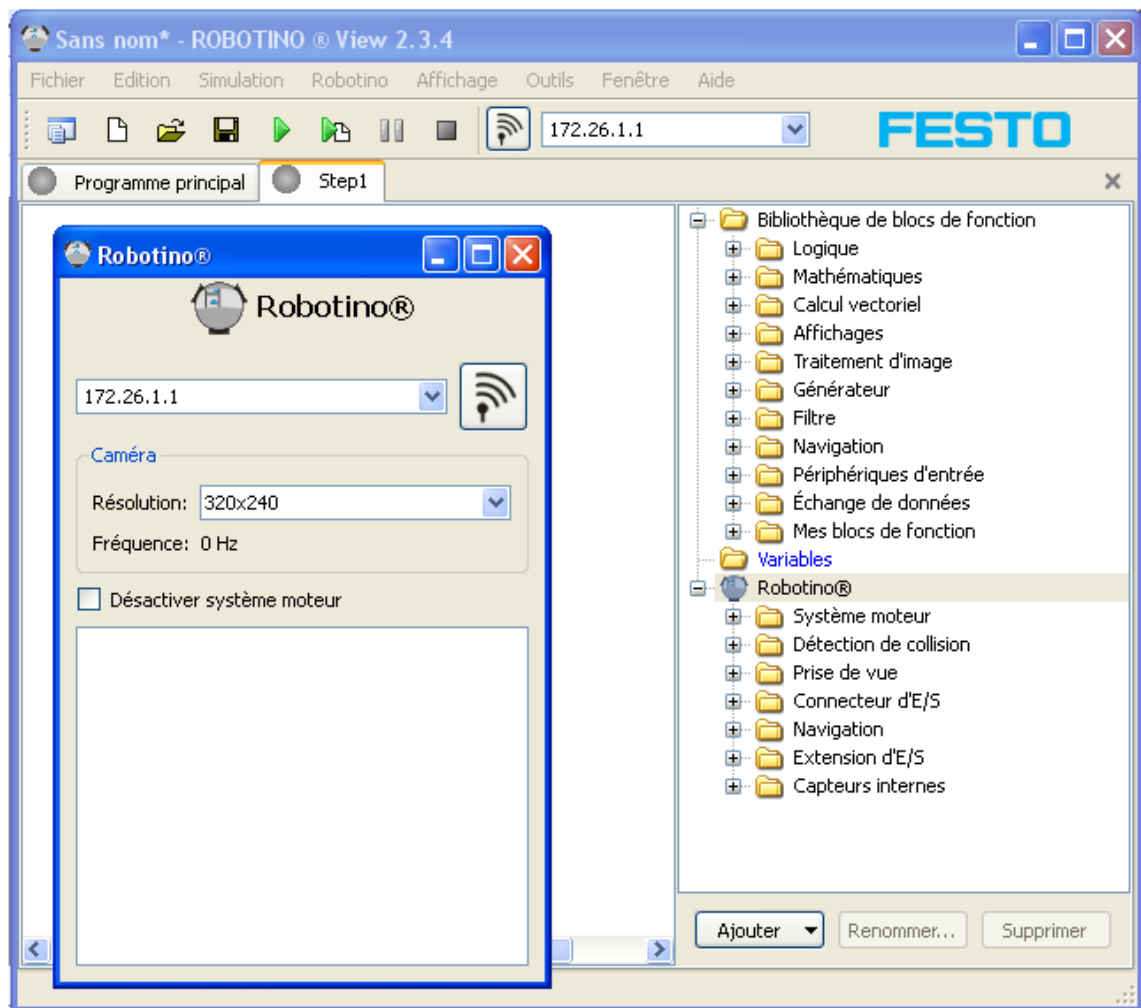 Sans nom* - ROBOTINO ® View 2.3.4
Fichier Edition Simulation Robotino Affichage Outils Fenêtre Aide
172.26.1.1
FESTO
Programme principal Step1
Robotino®
Robotino®
172.26.1.1
Caméra
Résolution: 320x240
Fréquence: 0 Hz
Désactiver système moteur
Bibliothèque de blocs de fonction
Logique
Mathématiques
Calcul vectoriel
Affichages
Traitement d'image
Générateur
Filtre
Navigation
Périphériques d'entrée
Échange de données
Mes blocs de fonction
Variables
Robotino®
Système moteur
Détection de collision
Prise de vue
Connecteur d'E/S
Navigation
Extension d'E/S
Capteurs internes
Ajouter Renommer... Supprimer